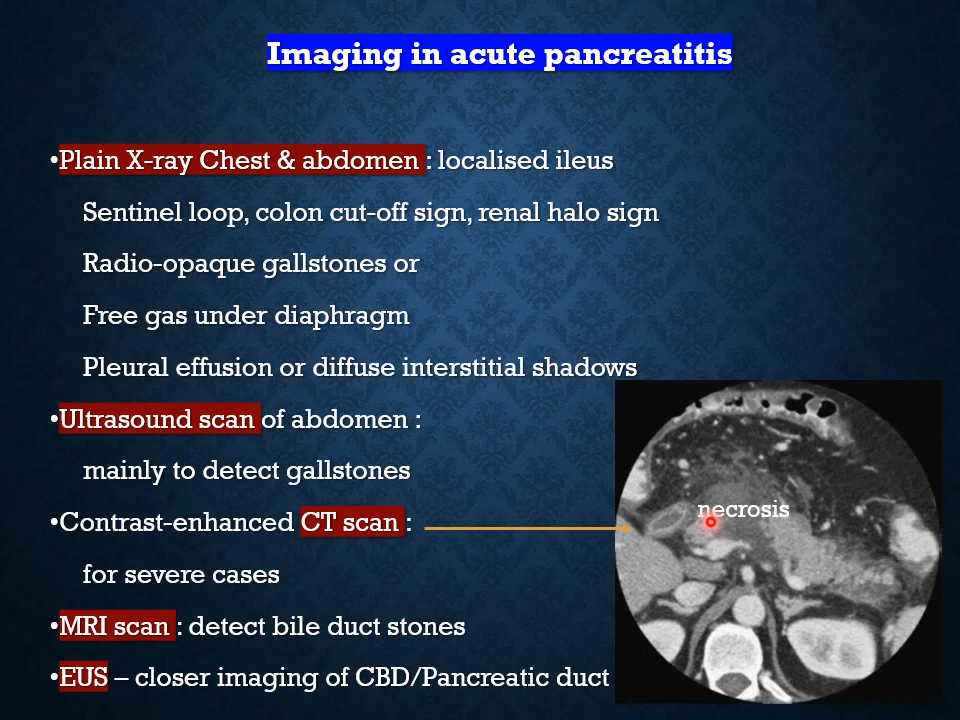 Imaging in acute pancreatitis
•Plain X-ray Chest & abdomen : localised ileus
Sentinel loop, colon cut-off sign, renal halo sign
Radio-opaque gallstones or
Free gas under diaphragm
Pleural effusion or diffuse interstitial shadows
•Ultrasound scan of abdomen :
mainly to detect gallstones
necrosis
•Contrast-enhanced CT scan :
for severe cases
•MRI scan : detect bile duct stones
•EUS – closer imaging of CBD/Pancreatic duct